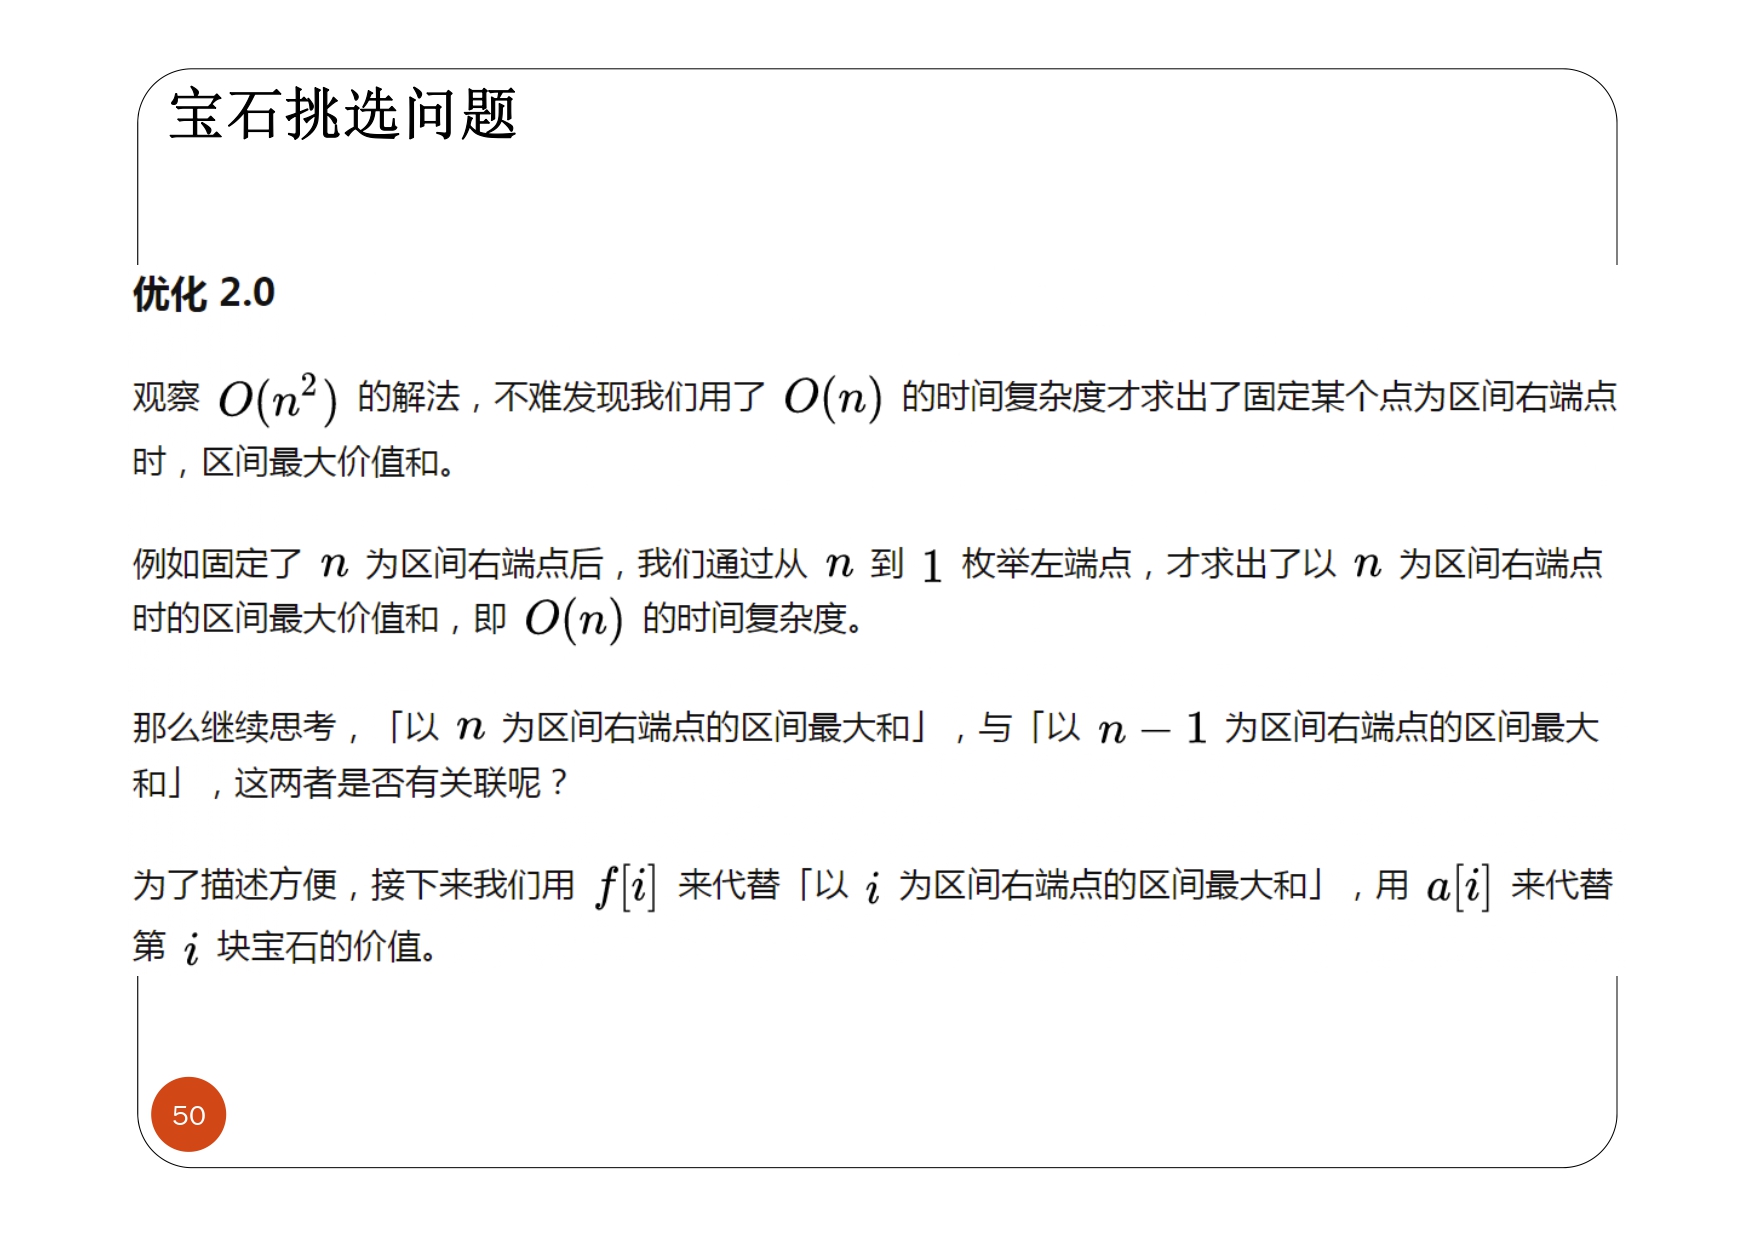 宝石挑选问题
优化 2.0
观察 O(n²) 的解法，不难发现我们用了 O(n) 的时间复杂度才求出了固定某个点为区间右端点
时，区间最大价值和。
例如固定了 n 为区间右端点后，我们通过从 n 到 1 枚举左端点，才求出了以 n 为区间右端点
时的区间最大价值和，即 O(n) 的时间复杂度。
那么继续思考，「以 n 为区间右端点的区间最大和」，与「以 n − 1 为区间右端点的区间最大
和」，这两者是否有关联呢？
为了描述方便，接下来我们用 f[i] 来代替「以 i 为区间右端点的区间最大和」，用 a[i] 来代替
第 i 块宝石的价值。
50